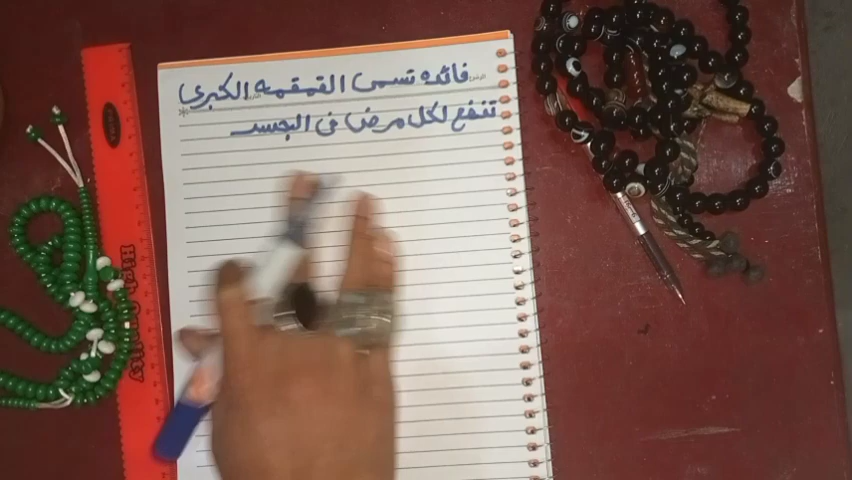 فائده تسمى القمقمه الكبرى
تنفع لكل مرض فى الجسد